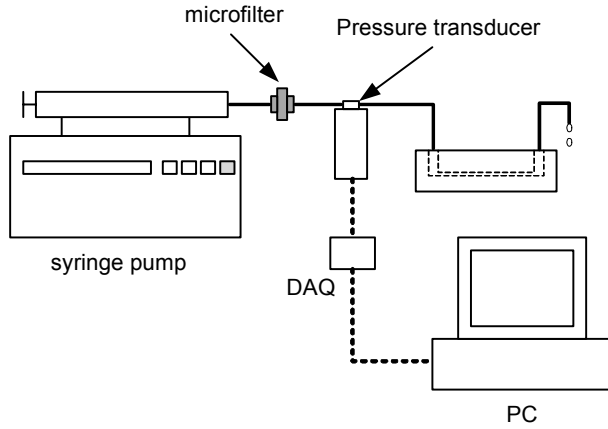 microfilter
Pressure transducer
syringe pump
DAQ
PC